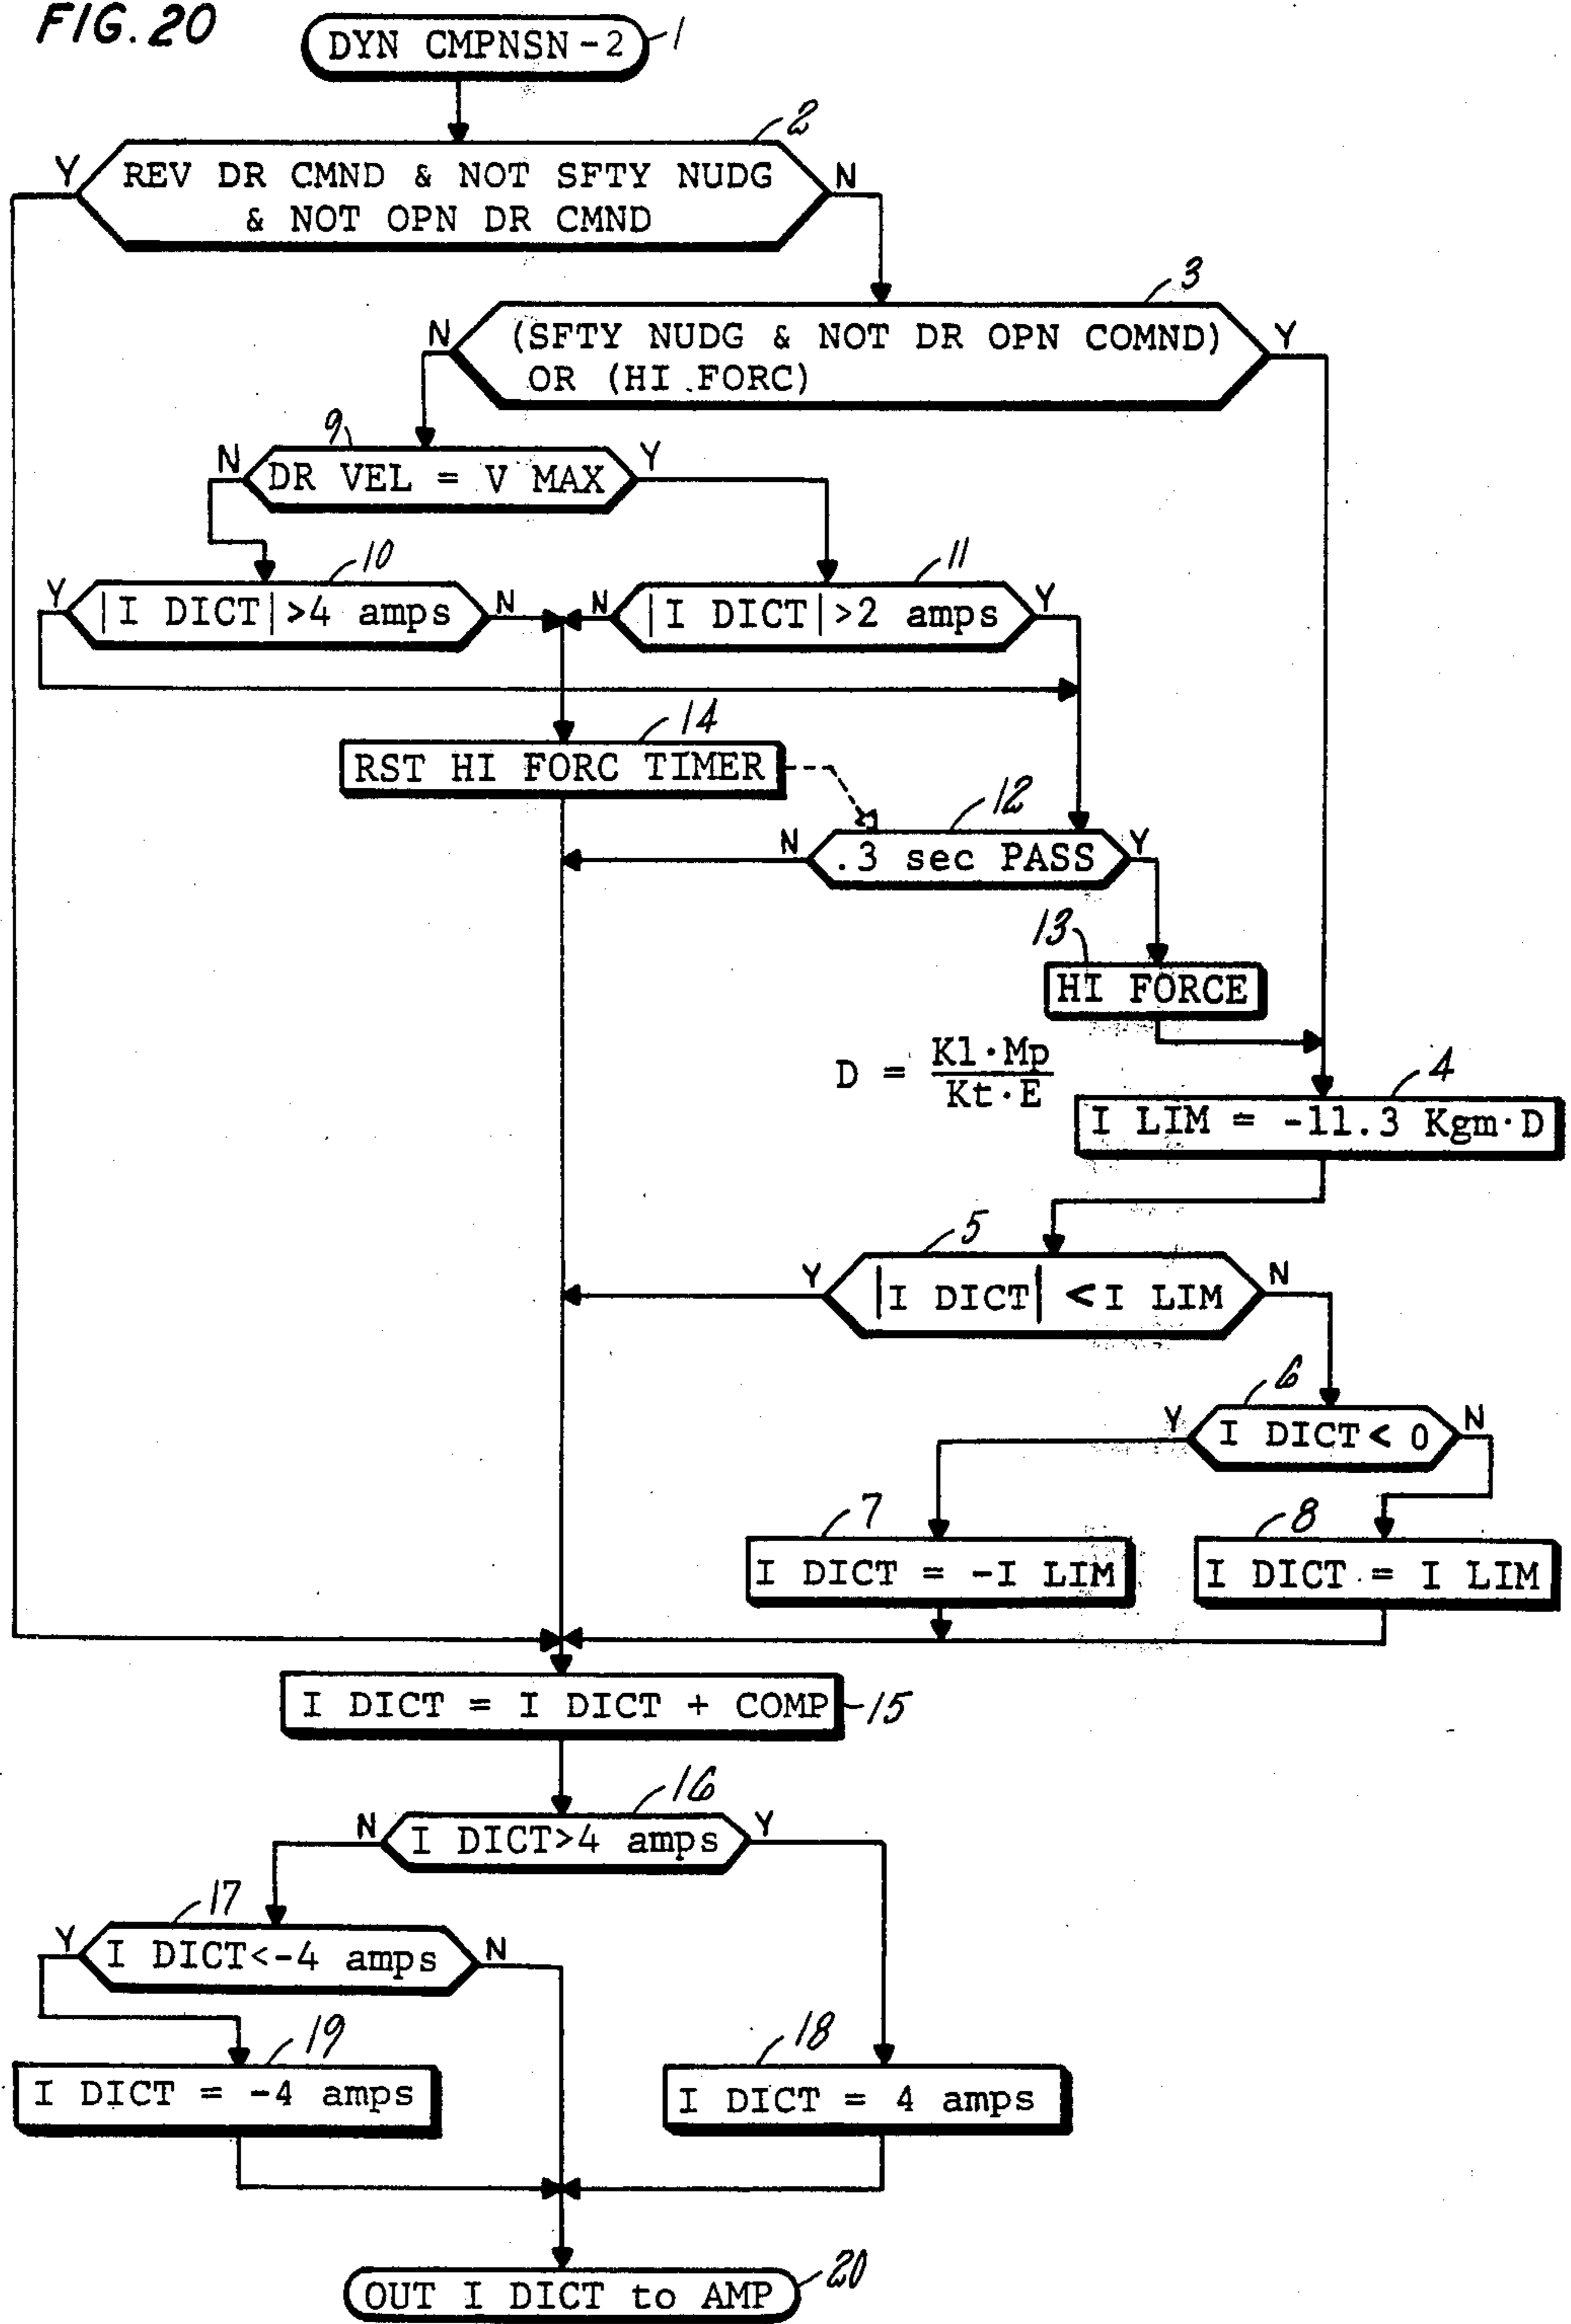 FIG. 20
DYN CMPNSN-2
1
2
Y
REV DR CMND & NOT SFTY NUDG
& NOT OPN DR CMND
N
3
N
(SFTY NUDG & NOT DR OPN COMND)
OR (HI FORC)
Y
9
N
DR VEL = V MAX
Y
10
Y
|I DICT|>4 amps
N
11
N
|I DICT|>2 amps
Y
14
RST HI FORC TIMER
12
N
.3 sec PASS
Y
13
HI FORCE
D = Kl·Mp
Kt·E
4
I LIM = -11.3 Kgm·D
5
Y
|I DICT| <I LIM
N
6
Y
I DICT< 0
N
7
I DICT = -I LIM
8
I DICT = I LIM
I DICT = I DICT + COMP
15
16
N
I DICT>4 amps
Y
17
Y
I DICT<-4 amps
N
19
I DICT = -4 amps
18
I DICT = 4 amps
OUT I DICT to AMP
20